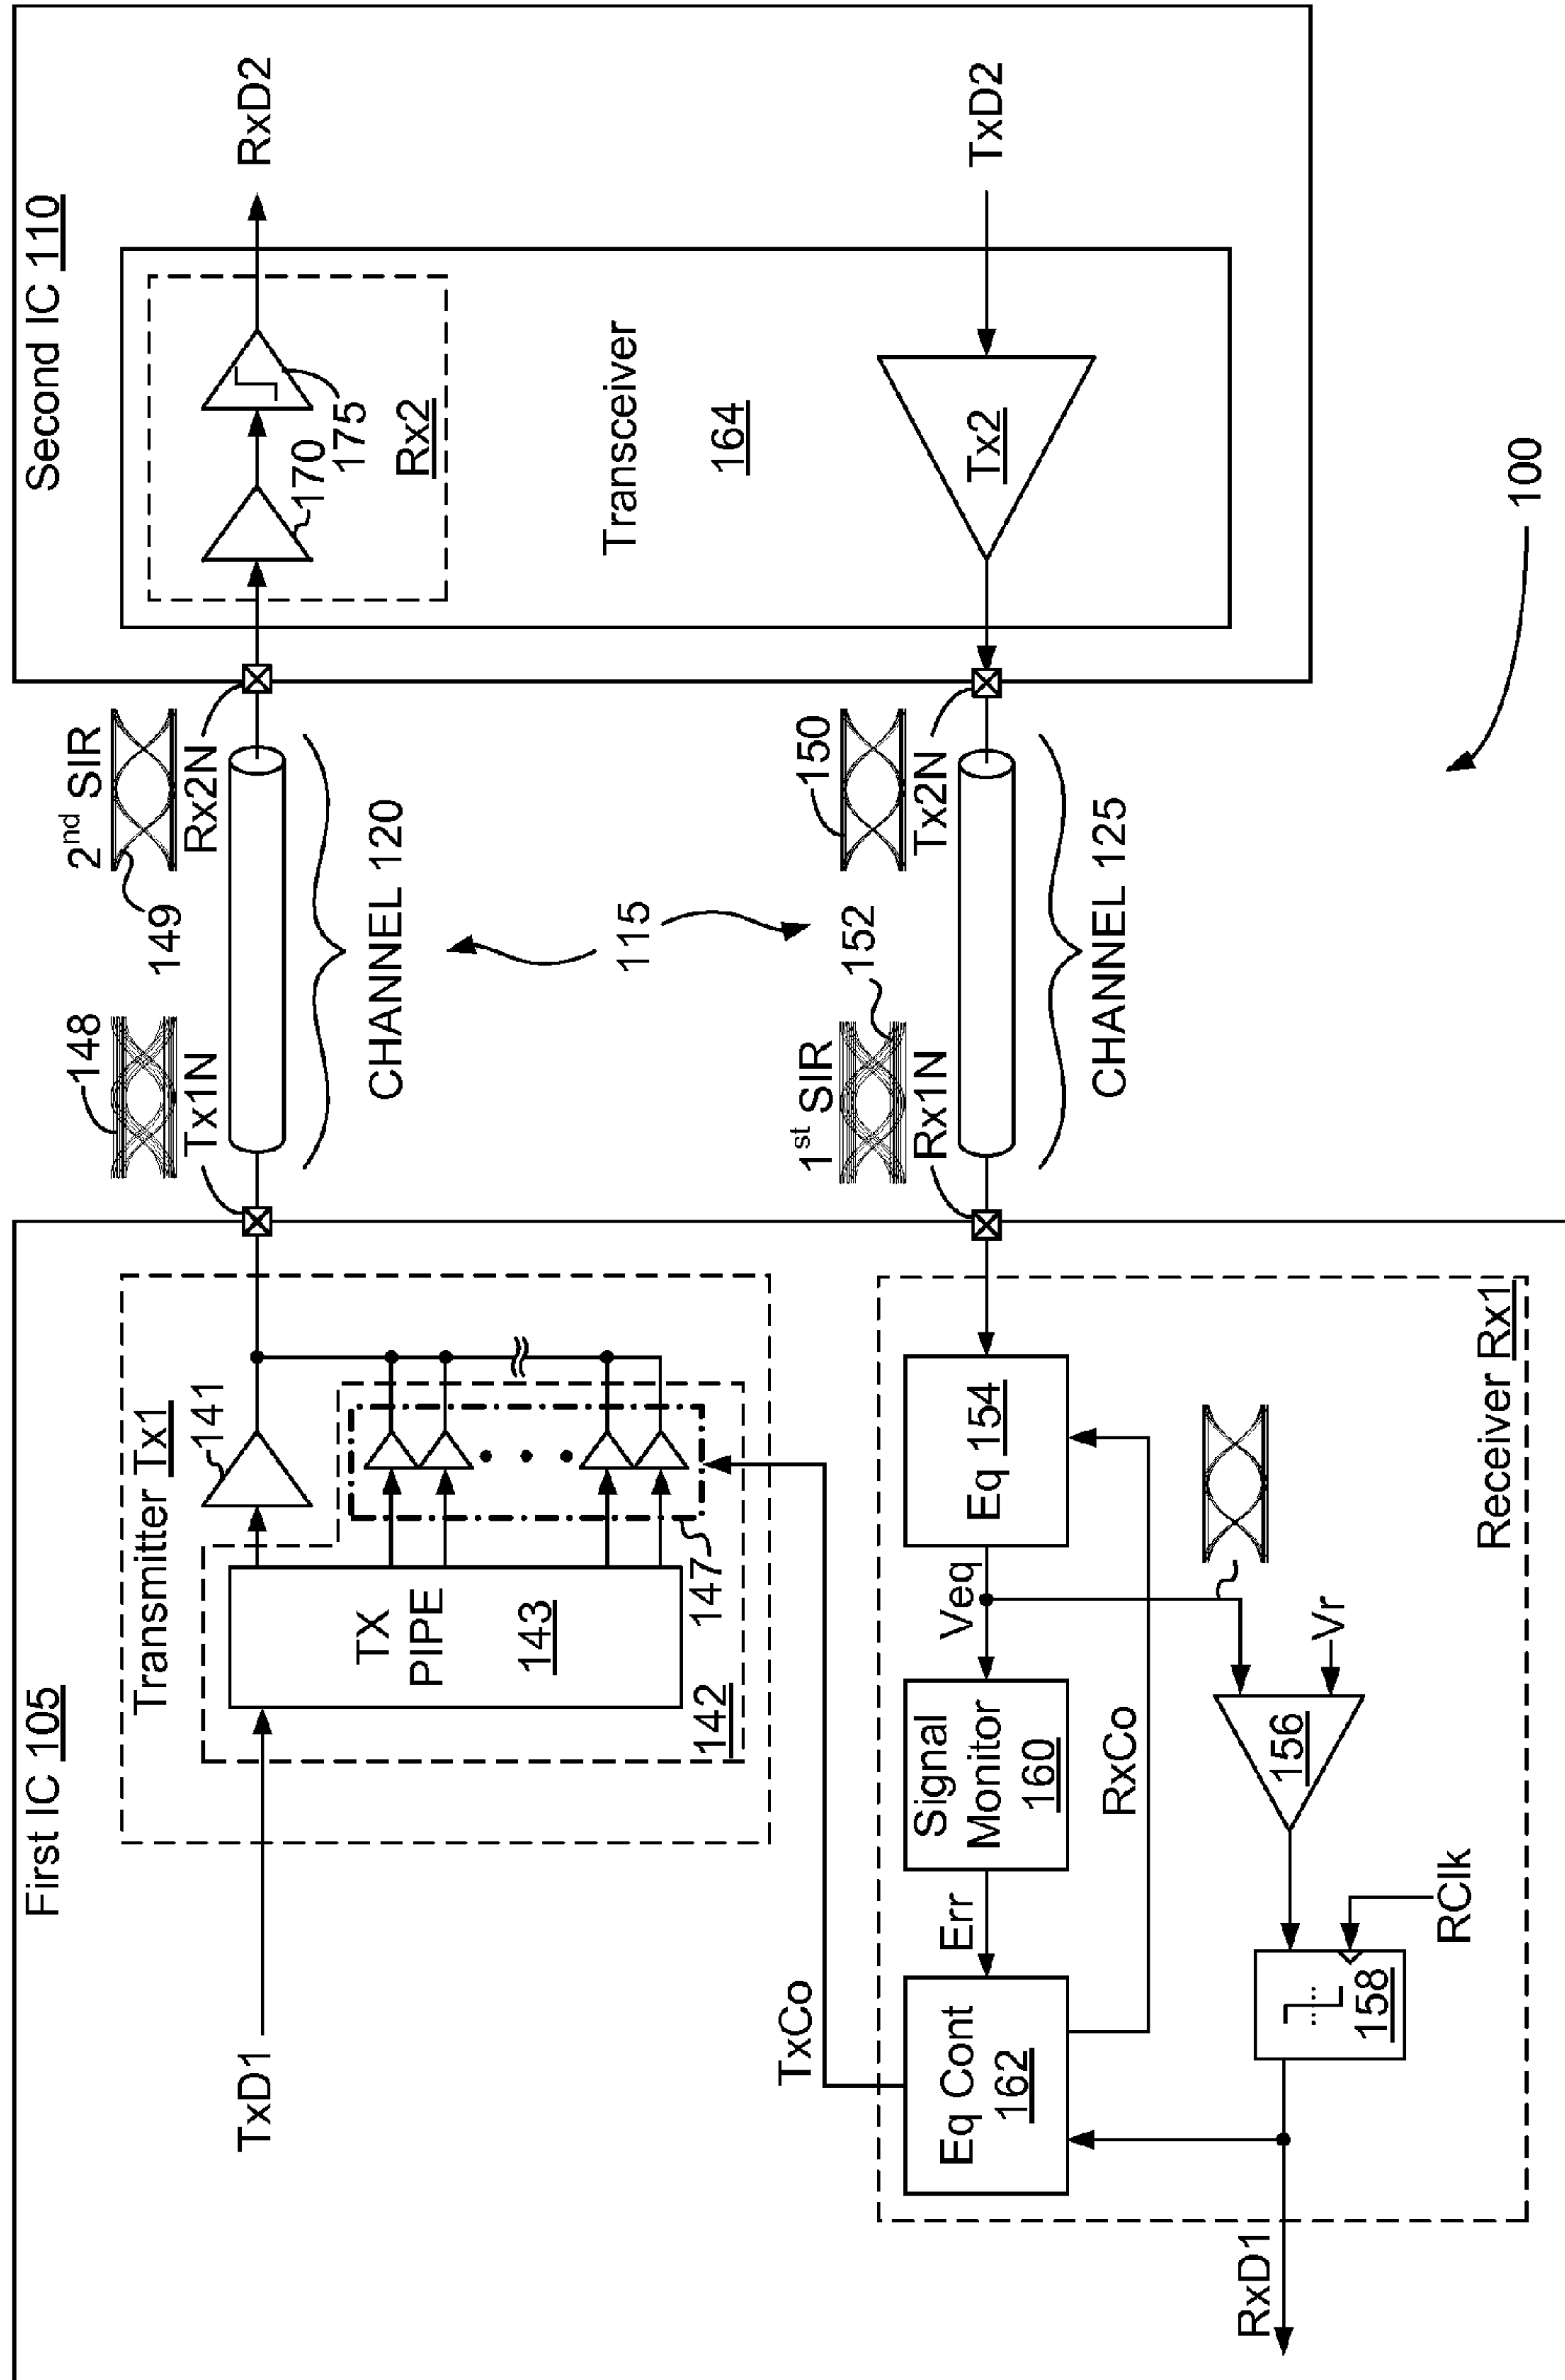 First IC 105
Second IC 110
Transmitter Tx1
141
TxD1
TX
PIPE
143
142
147
148
Tx1N
CHANNEL 120
2nd SIR
149
Rx2N
170
175
Rx2
RxD2
Transceiver
164
Tx2
TxD2
115
1st SIR
152
Rx1N
CHANNEL 125
150
Tx2N
TxCo
Eq Cont
162
Err
Signal
Monitor
160
Veq
Eq 154
RxCo
Vr
156
158
RClk
RxD1
Receiver Rx1
100